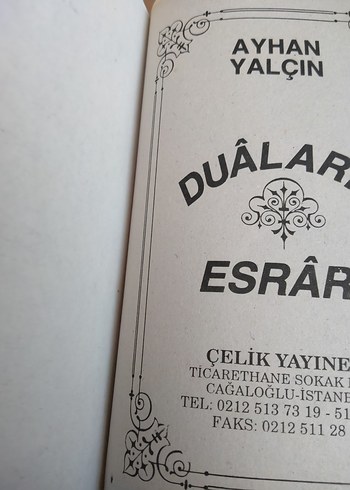 AYHAN
YALÇIN
DUÂLARI
ESRÂR
ÇELİK YAYINE
TİCARETHANE SOKAK
CAĞALOĞLU-İSTANB
TEL: 0212 513 73 19 - 51
FAKS: 0212 511 28